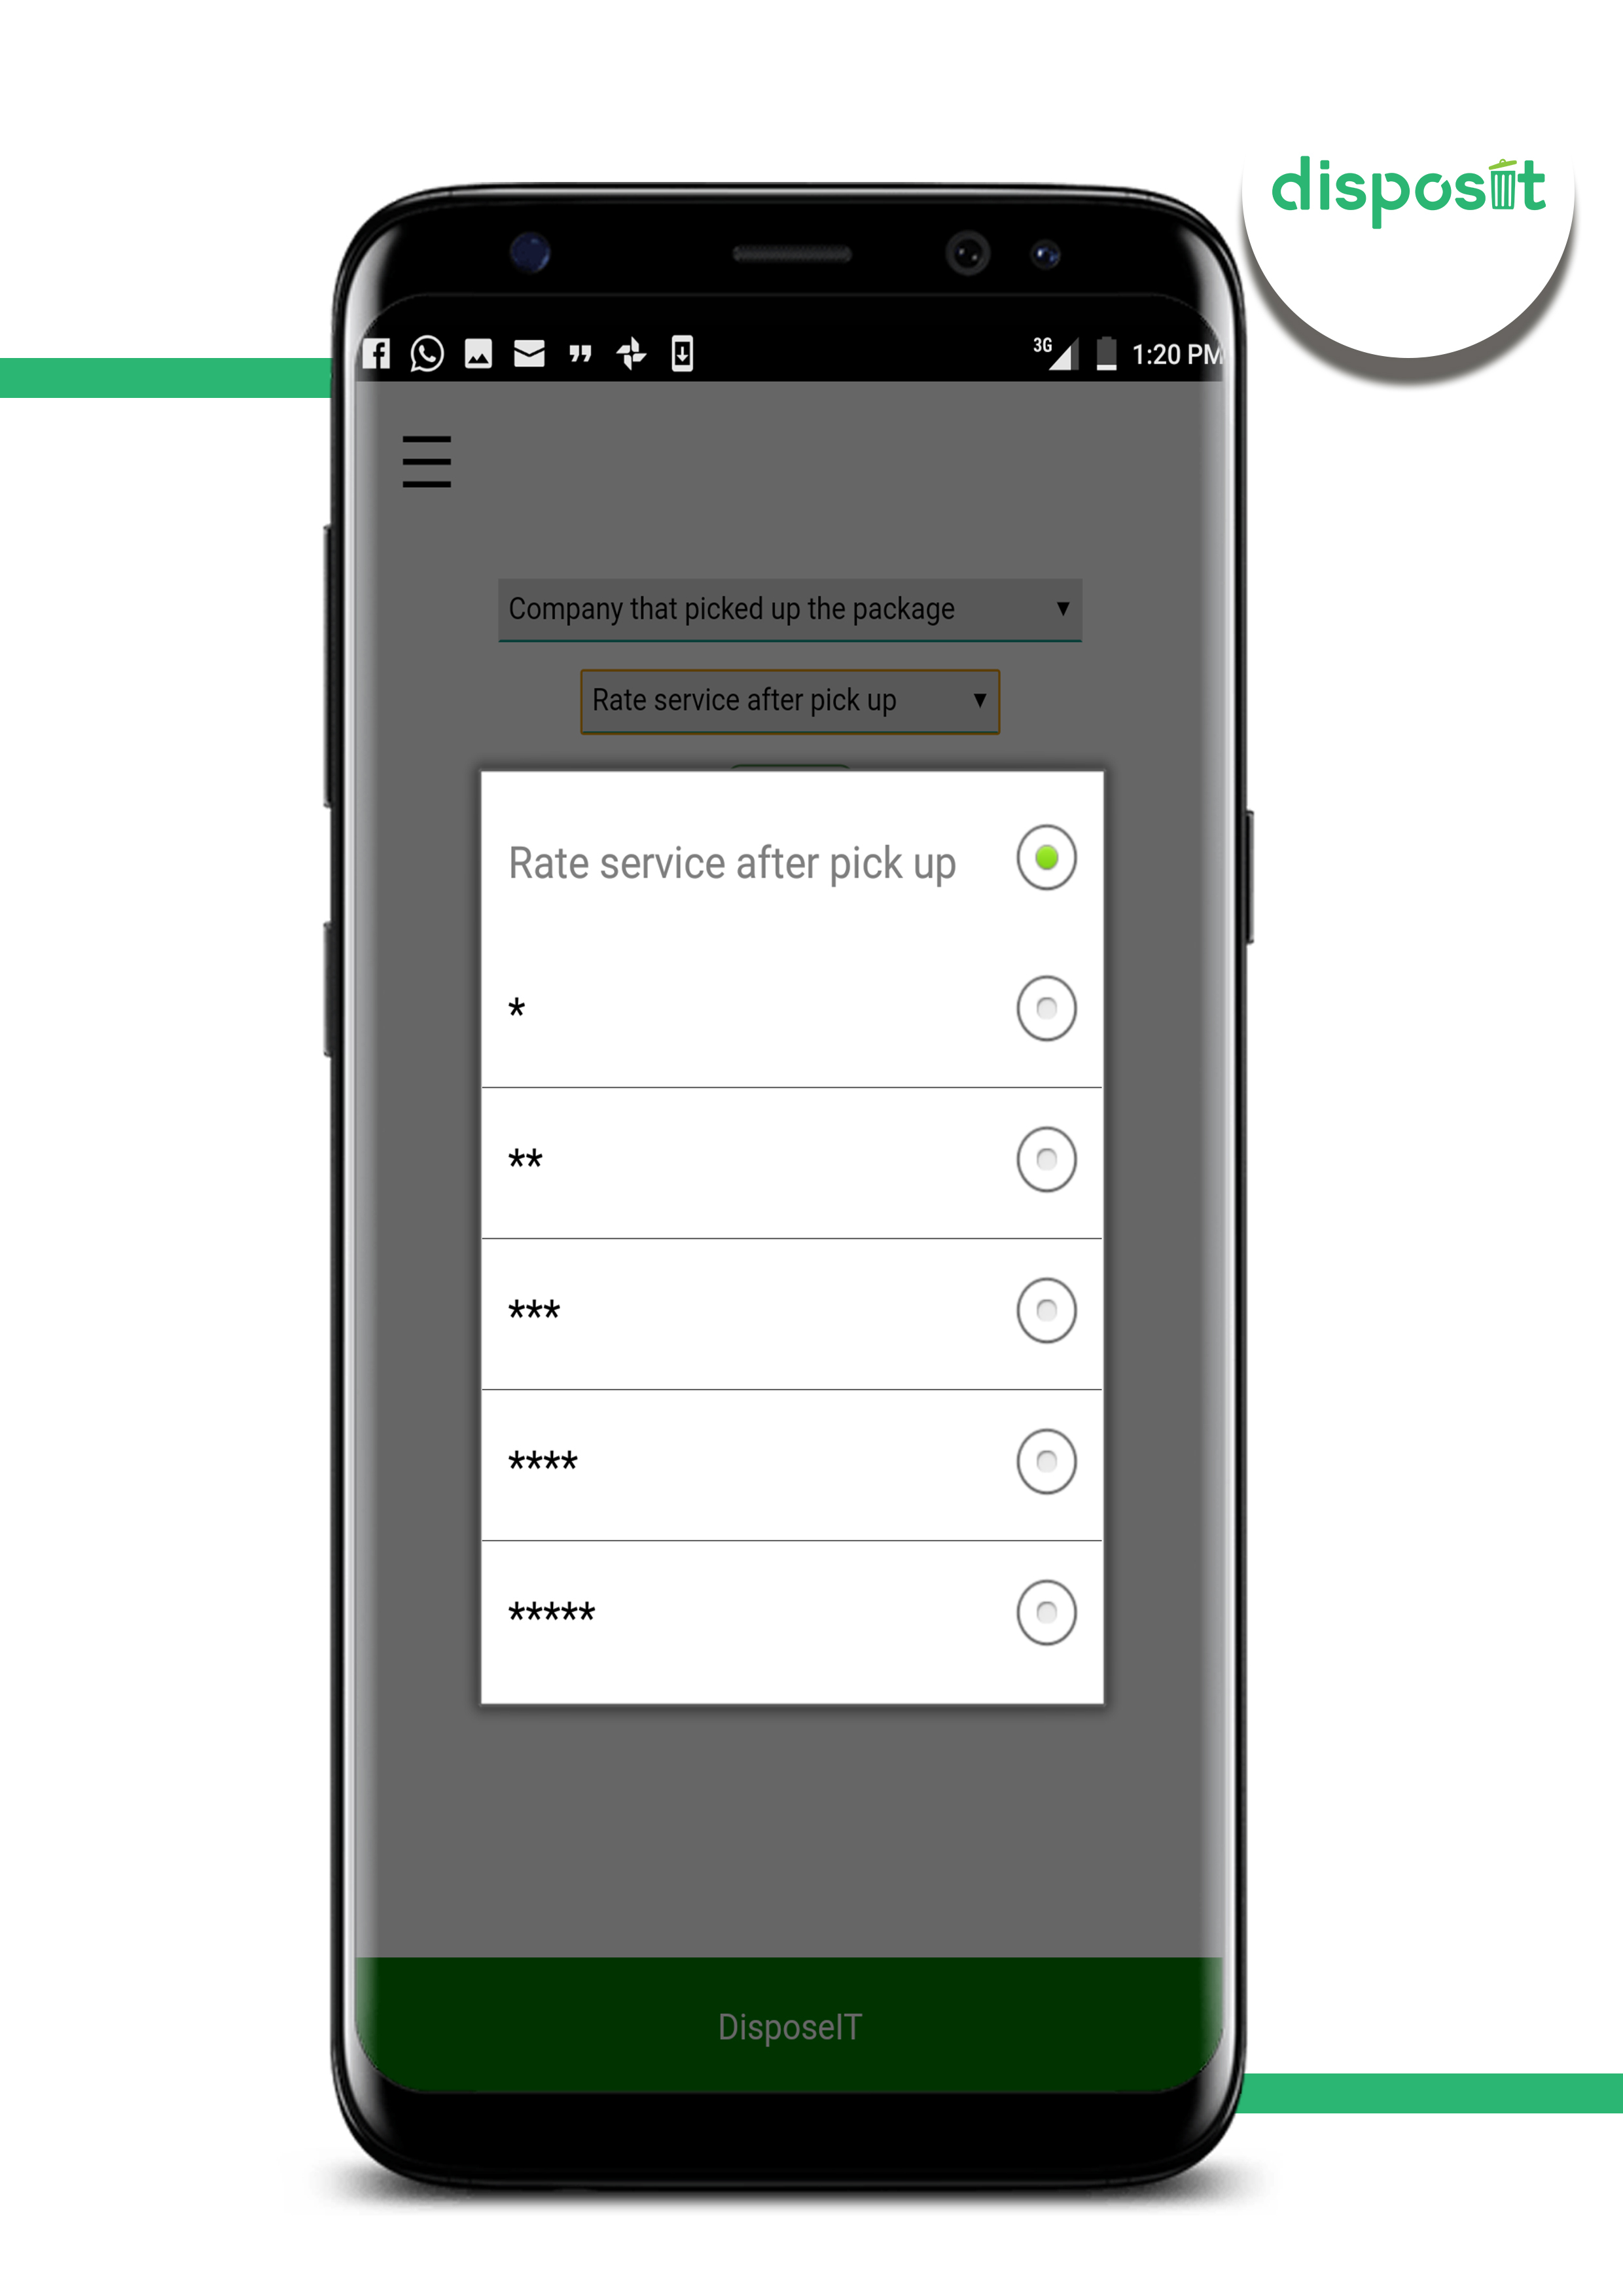 disposit
3G 1:20 PM
Company that picked up the package
Rate service after pick up
Rate service after pick up
*
**
***
****
*****
DisposeIT